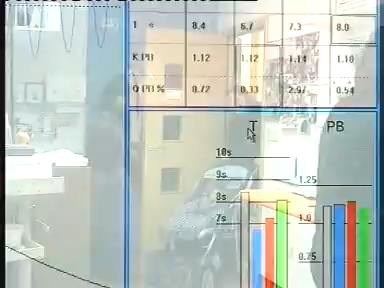 1 « 8.4 6.7 7.3 8.0
K PB 1.12 1.12 1.14 1.10
Q PB % 0.72 0.33 2.97 0.54
T PB
10s
9s 1.25
8s
7s 1.0
0.75